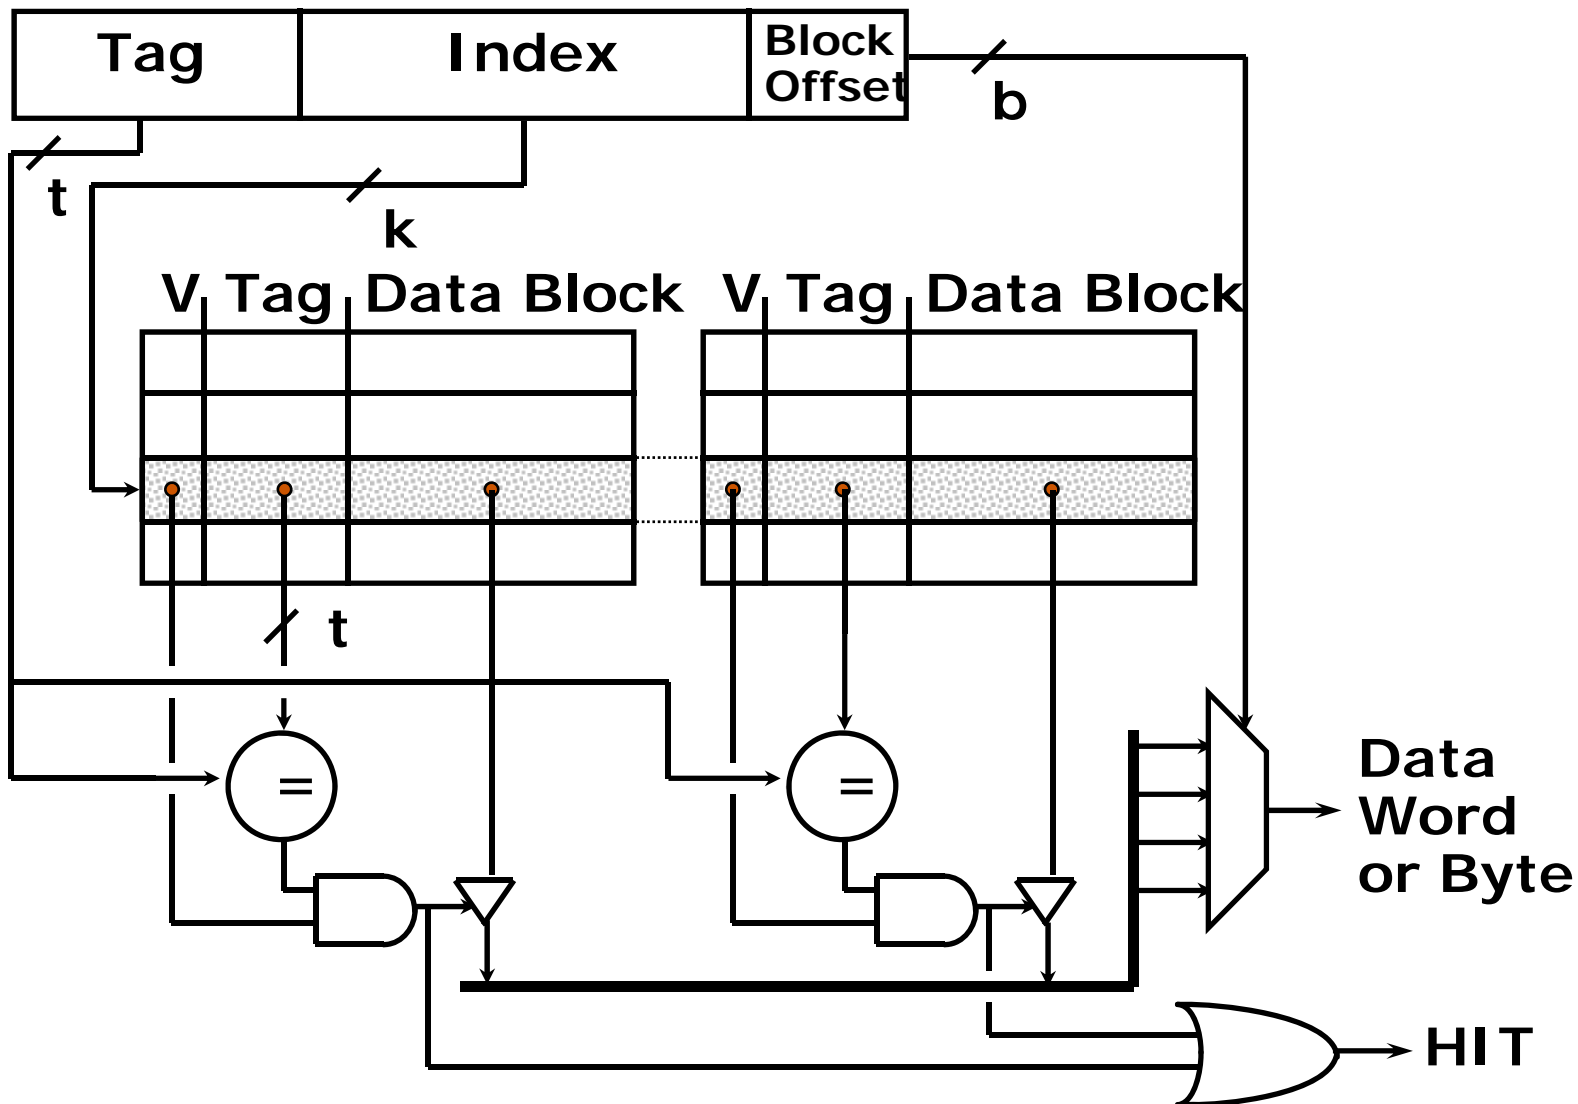 Tag Index Block
Offset
b
t
k
V Tag Data Block V Tag Data Block
t
= =
Data
Word
or Byte
HIT